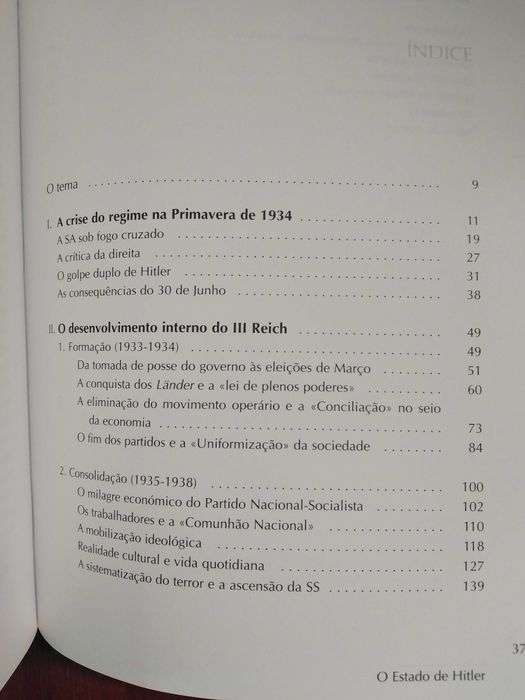 ÍNDICE
O tema 9
I. A crise do regime na Primavera de 1934 11
A SA sob fogo cruzado 19
A crítica da direita 27
O golpe duplo de Hitler 31
As consequências do 30 de Junho 38
II. O desenvolvimento interno do III Reich 49
1. Formação (1933-1934) 49
Da tomada de posse do governo às eleições de Março 51
A conquista dos Länder e a «lei de plenos poderes» 60
A eliminação do movimento operário e a «Conciliação» no seio
da economia 73
O fim dos partidos e a «Uniformização» da sociedade 84
2. Consolidação (1935-1938) 100
O milagre económico do Partido Nacional-Socialista 102
Os trabalhadores e a «Comunhão Nacional» 110
A mobilização ideológica 118
Realidade cultural e vida quotidiana 127
A sistematização do terror e a ascensão da SS 139
37
O Estado de Hitler